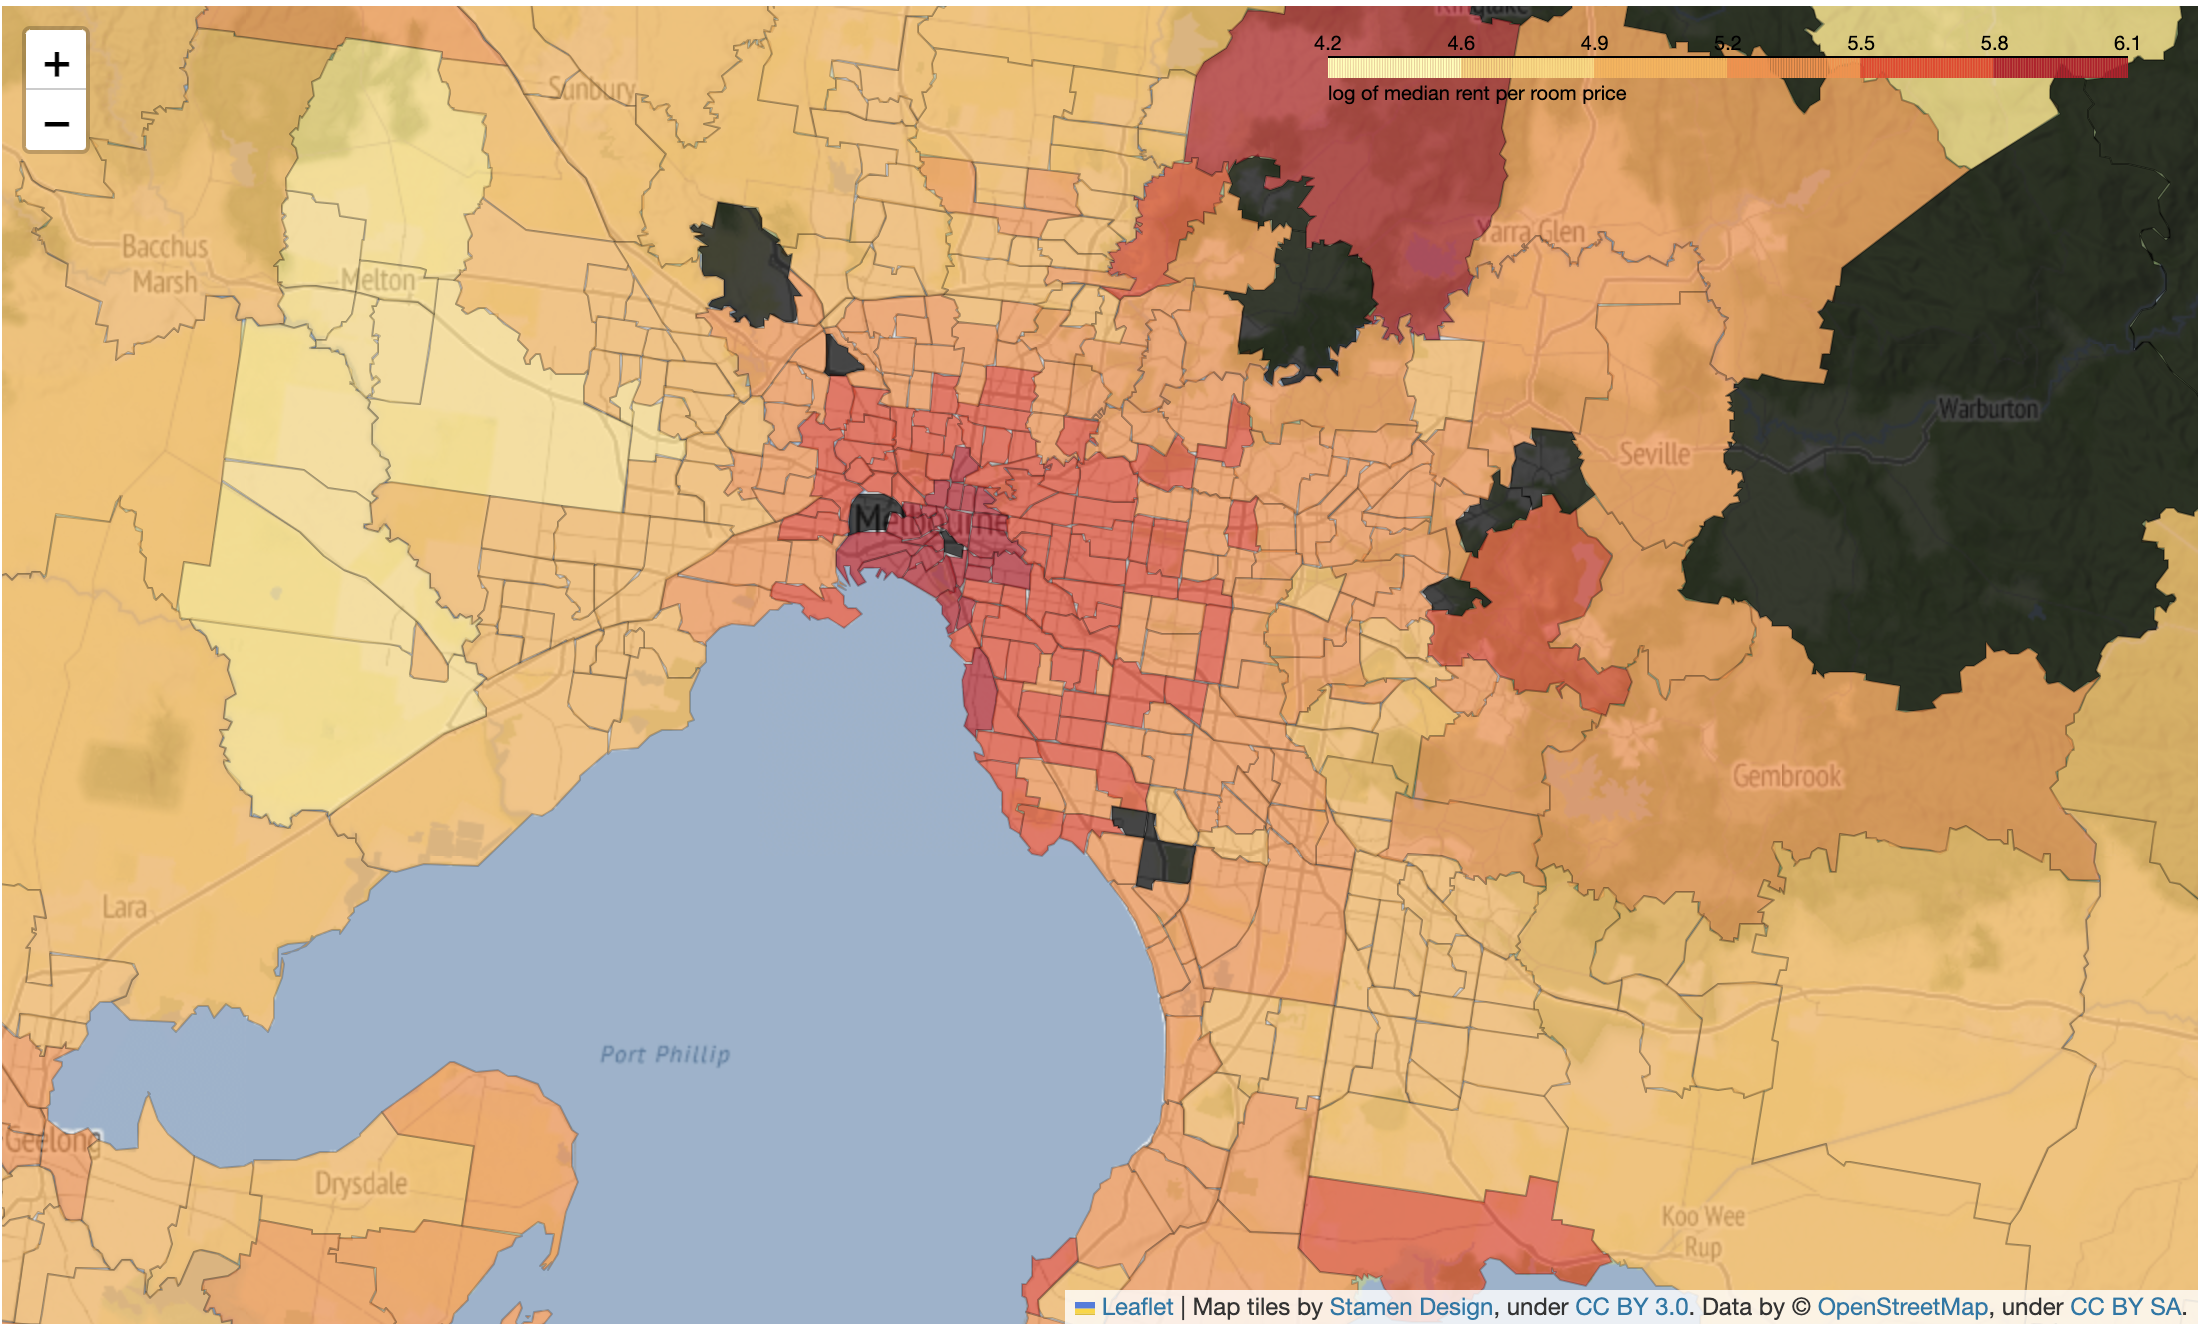 +
−
Kinglake
4.2 4.6 4.9 5.2 5.5 5.8 6.1
log of median rent per room price
Sunbury
Yarra Glen
Bacchus
Marsh
Melton
Warburton
Seville
Melbourne
Gembrook
Lara
Port Phillip
Geelong
Drysdale
Koo Wee
Rup
Leaflet | Map tiles by Stamen Design, under CC BY 3.0. Data by © OpenStreetMap, under CC BY SA.